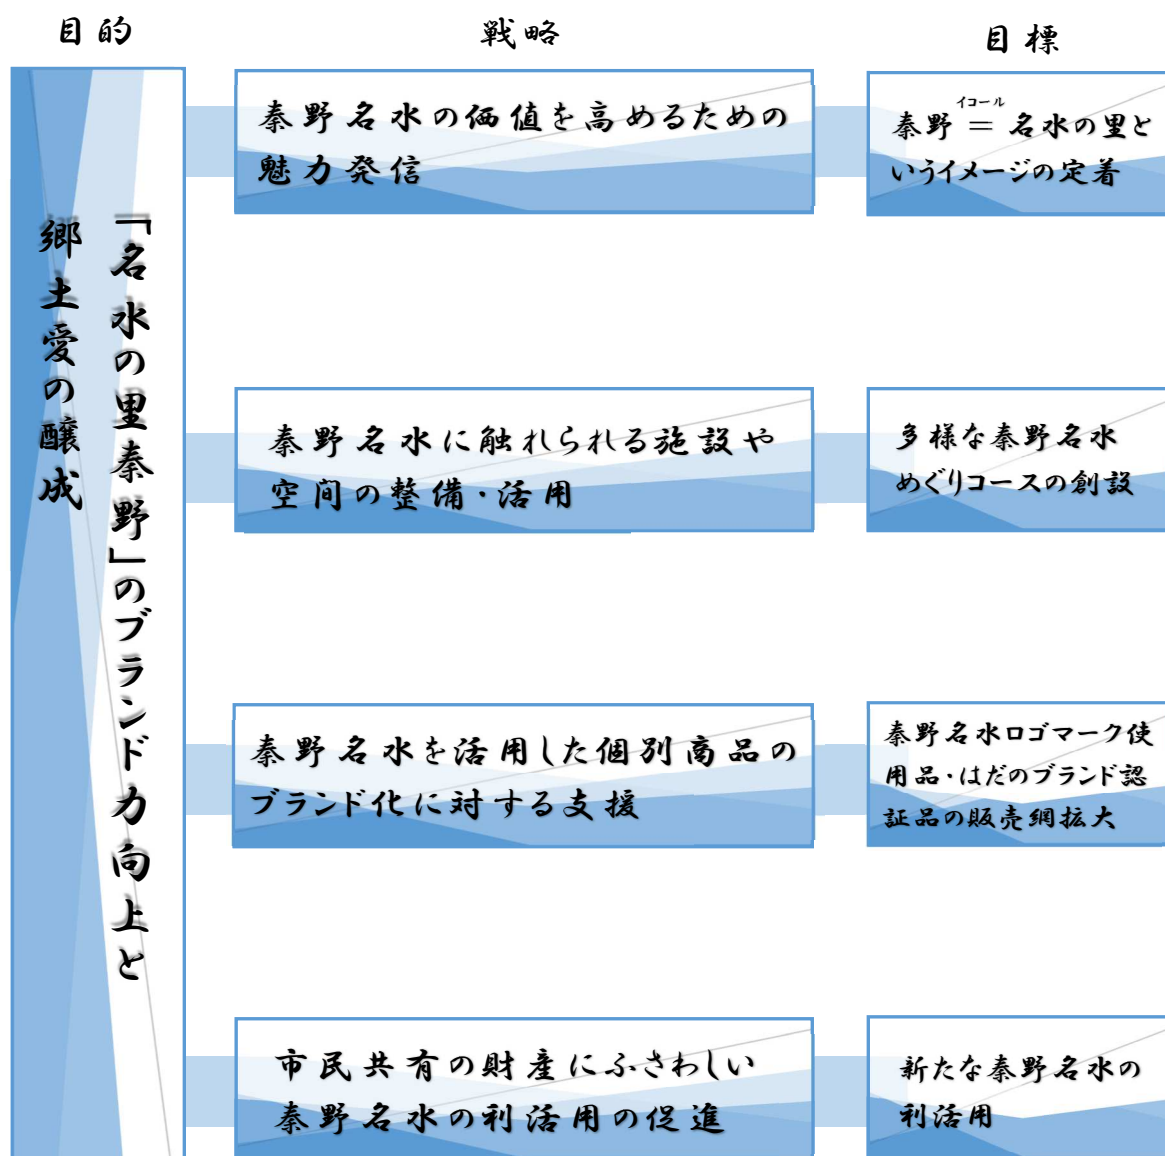 目的
戦略
目標
「名水の里秦野」のブランド力向上と
郷土愛の醸成
秦野名水の価値を高めるための
魅力発信
イコール
秦野＝名水の里と
いうイメージの定着
秦野名水に触れられる施設や
空間の整備・活用
多様な秦野名水
めぐりコースの創設
秦野名水を活用した個別商品の
ブランド化に対する支援
秦野名水ロゴマーク使
用品・はだのブランド認
証品の販売網拡大
市民共有の財産にふさわしい
秦野名水の利活用の促進
新たな秦野名水の
利活用